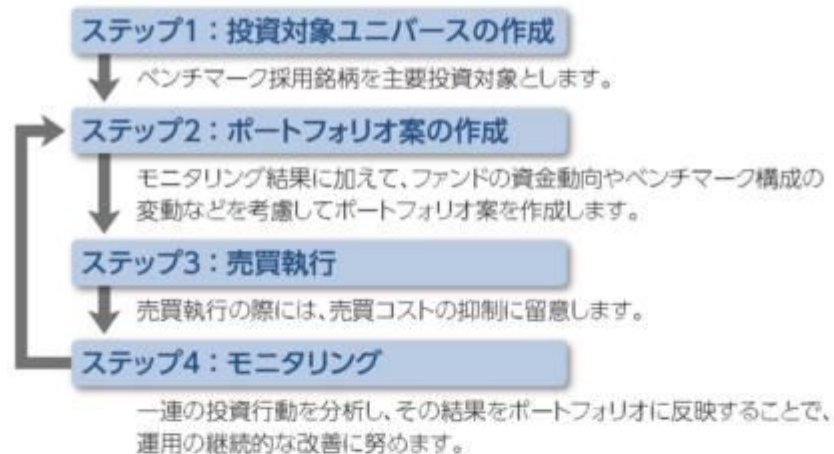 ステップ1：投資対象ユニバースの作成
ベンチマーク採用銘柄を主要投資対象とします。
ステップ2：ポートフォリオ案の作成
モニタリング結果に加えて、ファンドの資金動向やベンチマーク構成の
変動などを考慮してポートフォリオ案を作成します。
ステップ3：売買執行
売買執行の際には、売買コストの抑制に留意します。
ステップ4：モニタリング
一連の投資行動を分析し、その結果をポートフォリオに反映することで、
運用の継続的な改善に努めます。